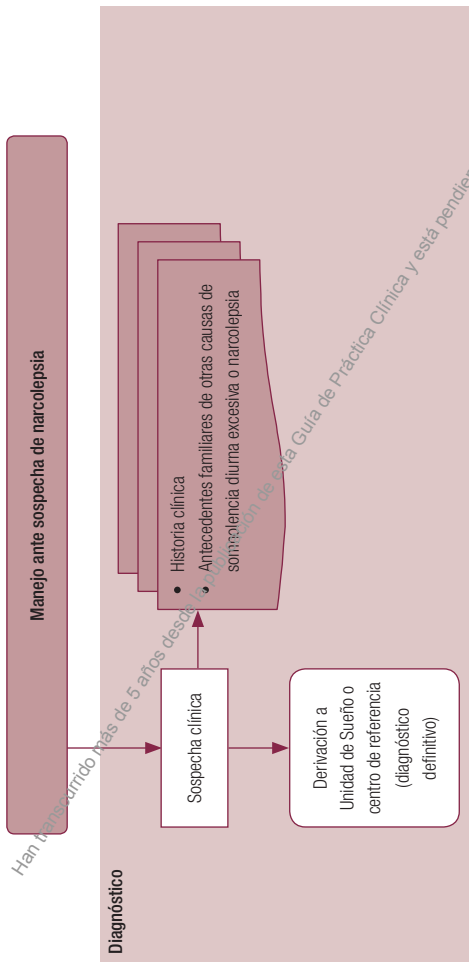 Manejo ante sospecha de narcolepsia
Diagnóstico
Sospecha clínica
• Historia clínica
• Antecedentes familiares de otras causas de
somnolencia diurna excesiva o narcolepsia
Derivación a
Unidad de Sueño o
centro de referencia
(diagnóstico
definitivo)
Han transcurrido más de 5 años desde la publicación de esta Guía de Práctica Clínica y está